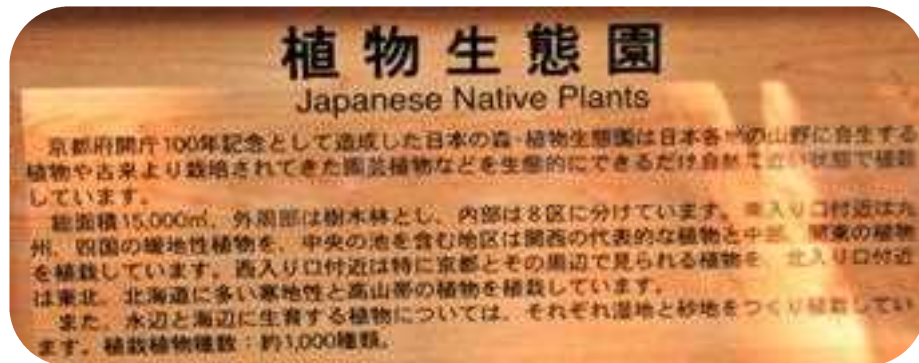 植物生態園
Japanese Native Plants
京都府開庁100年記念として造成した日本の森・植物生態園は日本各地の山野に自生する
植物や古来より栽培されてきた園芸植物などを生態的にできるだけ自然に近い状態で植栽
しています。
総面積15,000㎡、外周部は樹木林とし、内部は8区に分けています。南入り口付近は九
州、四国の暖地性植物を、中央の池を含む地区は関西の代表的な植物と中部、関東の植物
を植栽しています。西入り口付近は特に京都とその周辺で見られる植物を、北入り口付近
は東北、北海道に多い寒地性と高山帯の植物を植栽しています。
また、水辺と海辺に生育する植物については、それぞれ湿地と砂地をつくり植栽してい
ます。植栽植物種数：約1,000種類。